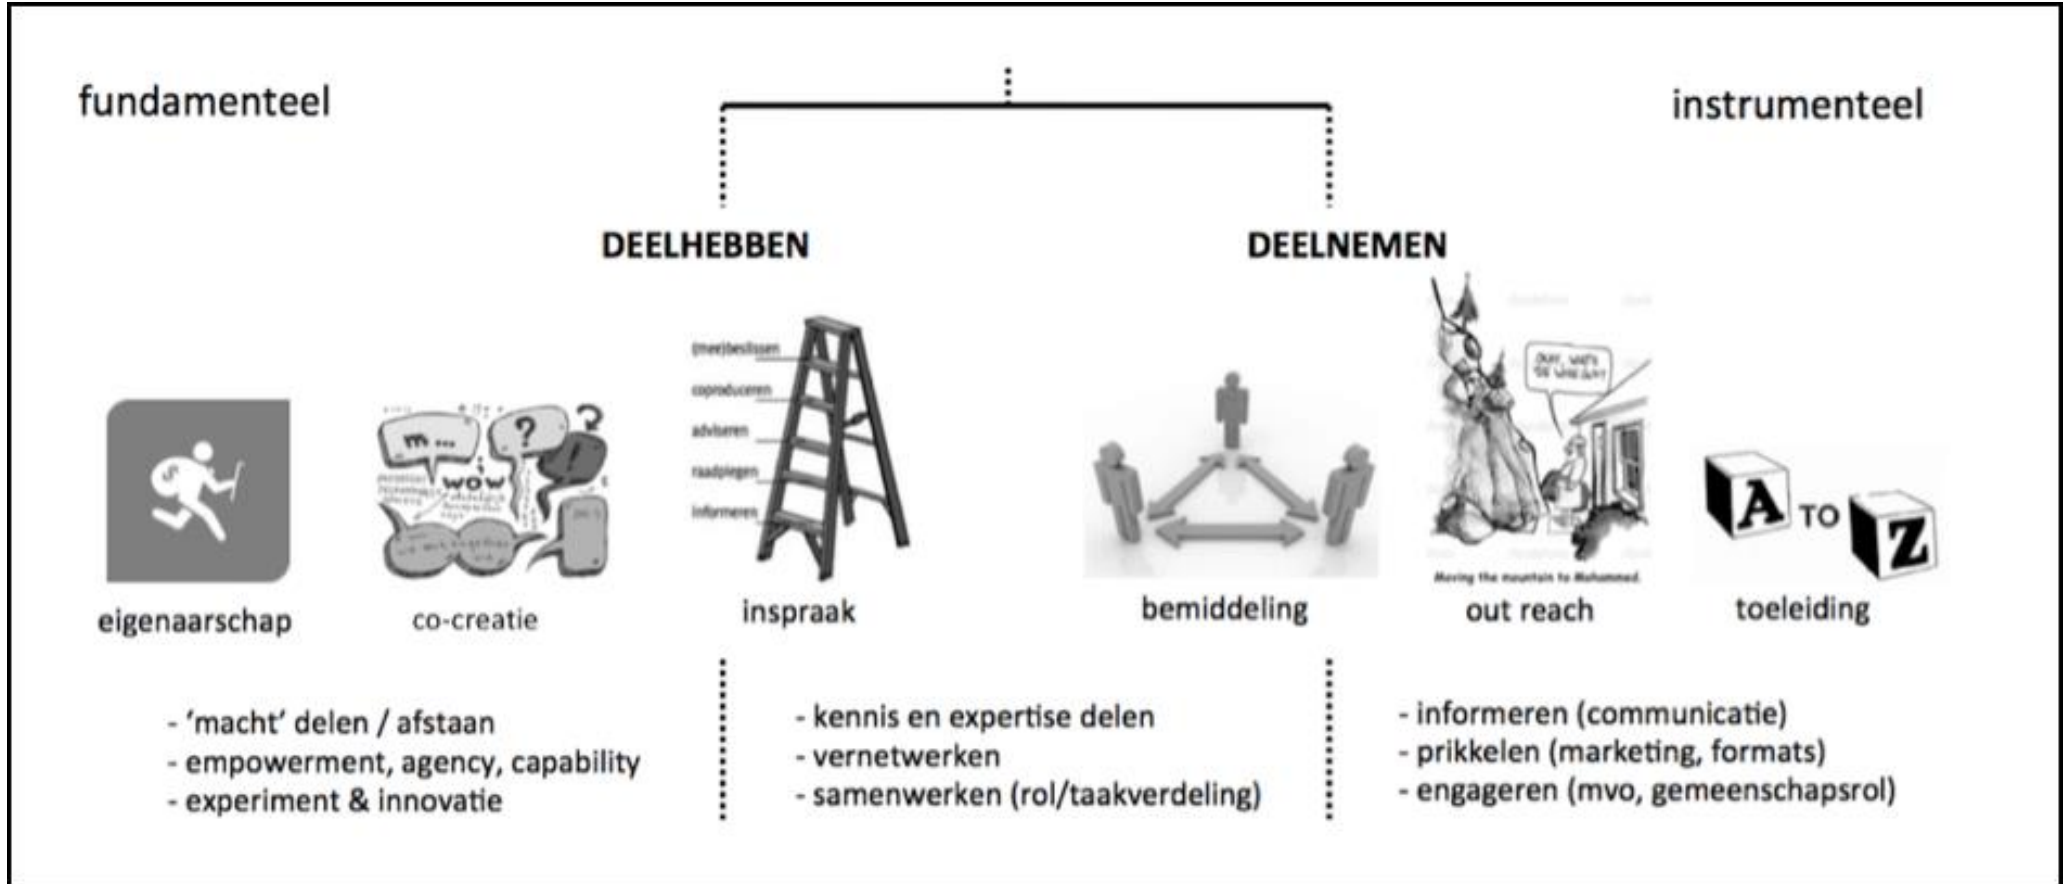 fundamenteel
instrumenteel
DEELHEBBEN
DEELNEMEN
(mee)beslissen
coproduceren
adviseren
raadplegen
informeren
m...
?
!
WOW
$
A TO Z
Moving the mountain to Mohammed.
eigenaarschap
co-creatie
inspraak
bemiddeling
out reach
toeleiding
- ‘macht’ delen / afstaan
- empowerment, agency, capability
- experiment & innovatie
- kennis en expertise delen
- vernetwerken
- samenwerken (rol/taakverdeling)
- informeren (communicatie)
- prikkelen (marketing, formats)
- engageren (mvo, gemeenschapsrol)